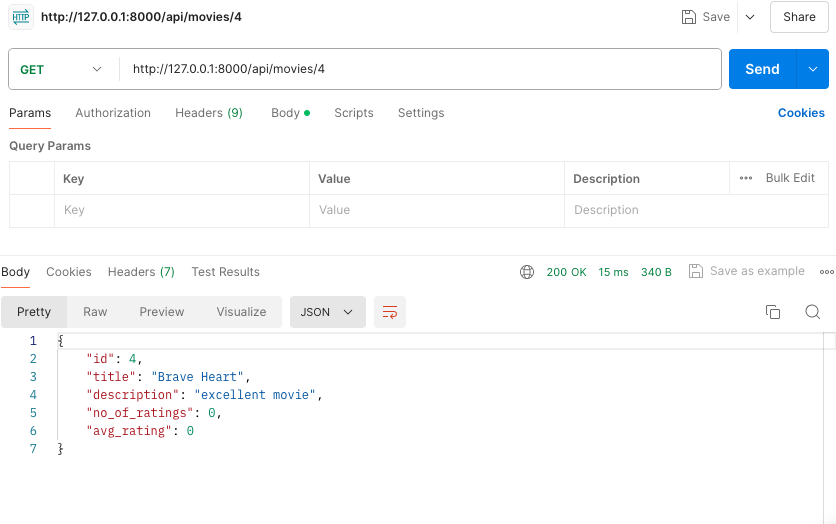 HTTP http://127.0.0.1:8000/api/movies/4 Save Share
GET http://127.0.0.1:8000/api/movies/4 Send
Params Authorization Headers (9) Body Scripts Settings Cookies
Query Params
Key Value Description ••• Bulk Edit
Key Value Description
Body Cookies Headers (7) Test Results 200 OK 15 ms 340 B Save as example •••
Pretty Raw Preview Visualize JSON
1 {
2 "id": 4,
3 "title": "Brave Heart",
4 "description": "excellent movie",
5 "no_of_ratings": 0,
6 "avg_rating": 0
7 }